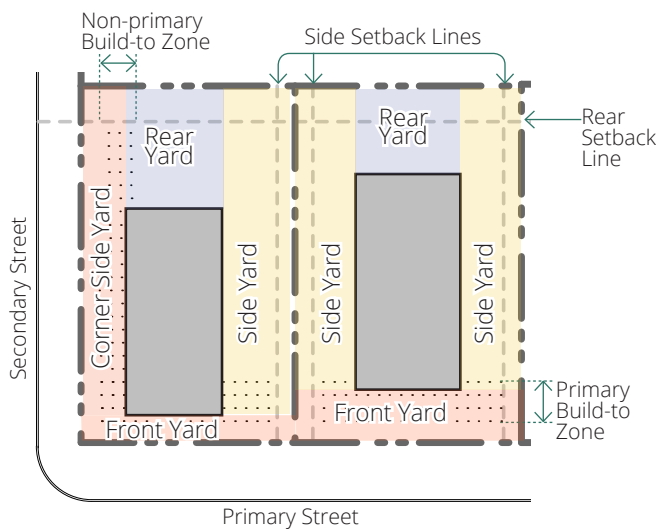 Non-primary
Build-to Zone
Side Setback Lines
Rear
Yard
Rear
Yard
Rear
Setback
Line
Secondary Street
Corner Side Yard
Side Yard
Side Yard
Side Yard
Front Yard
Front Yard
Primary
Build-to
Zone
Primary Street